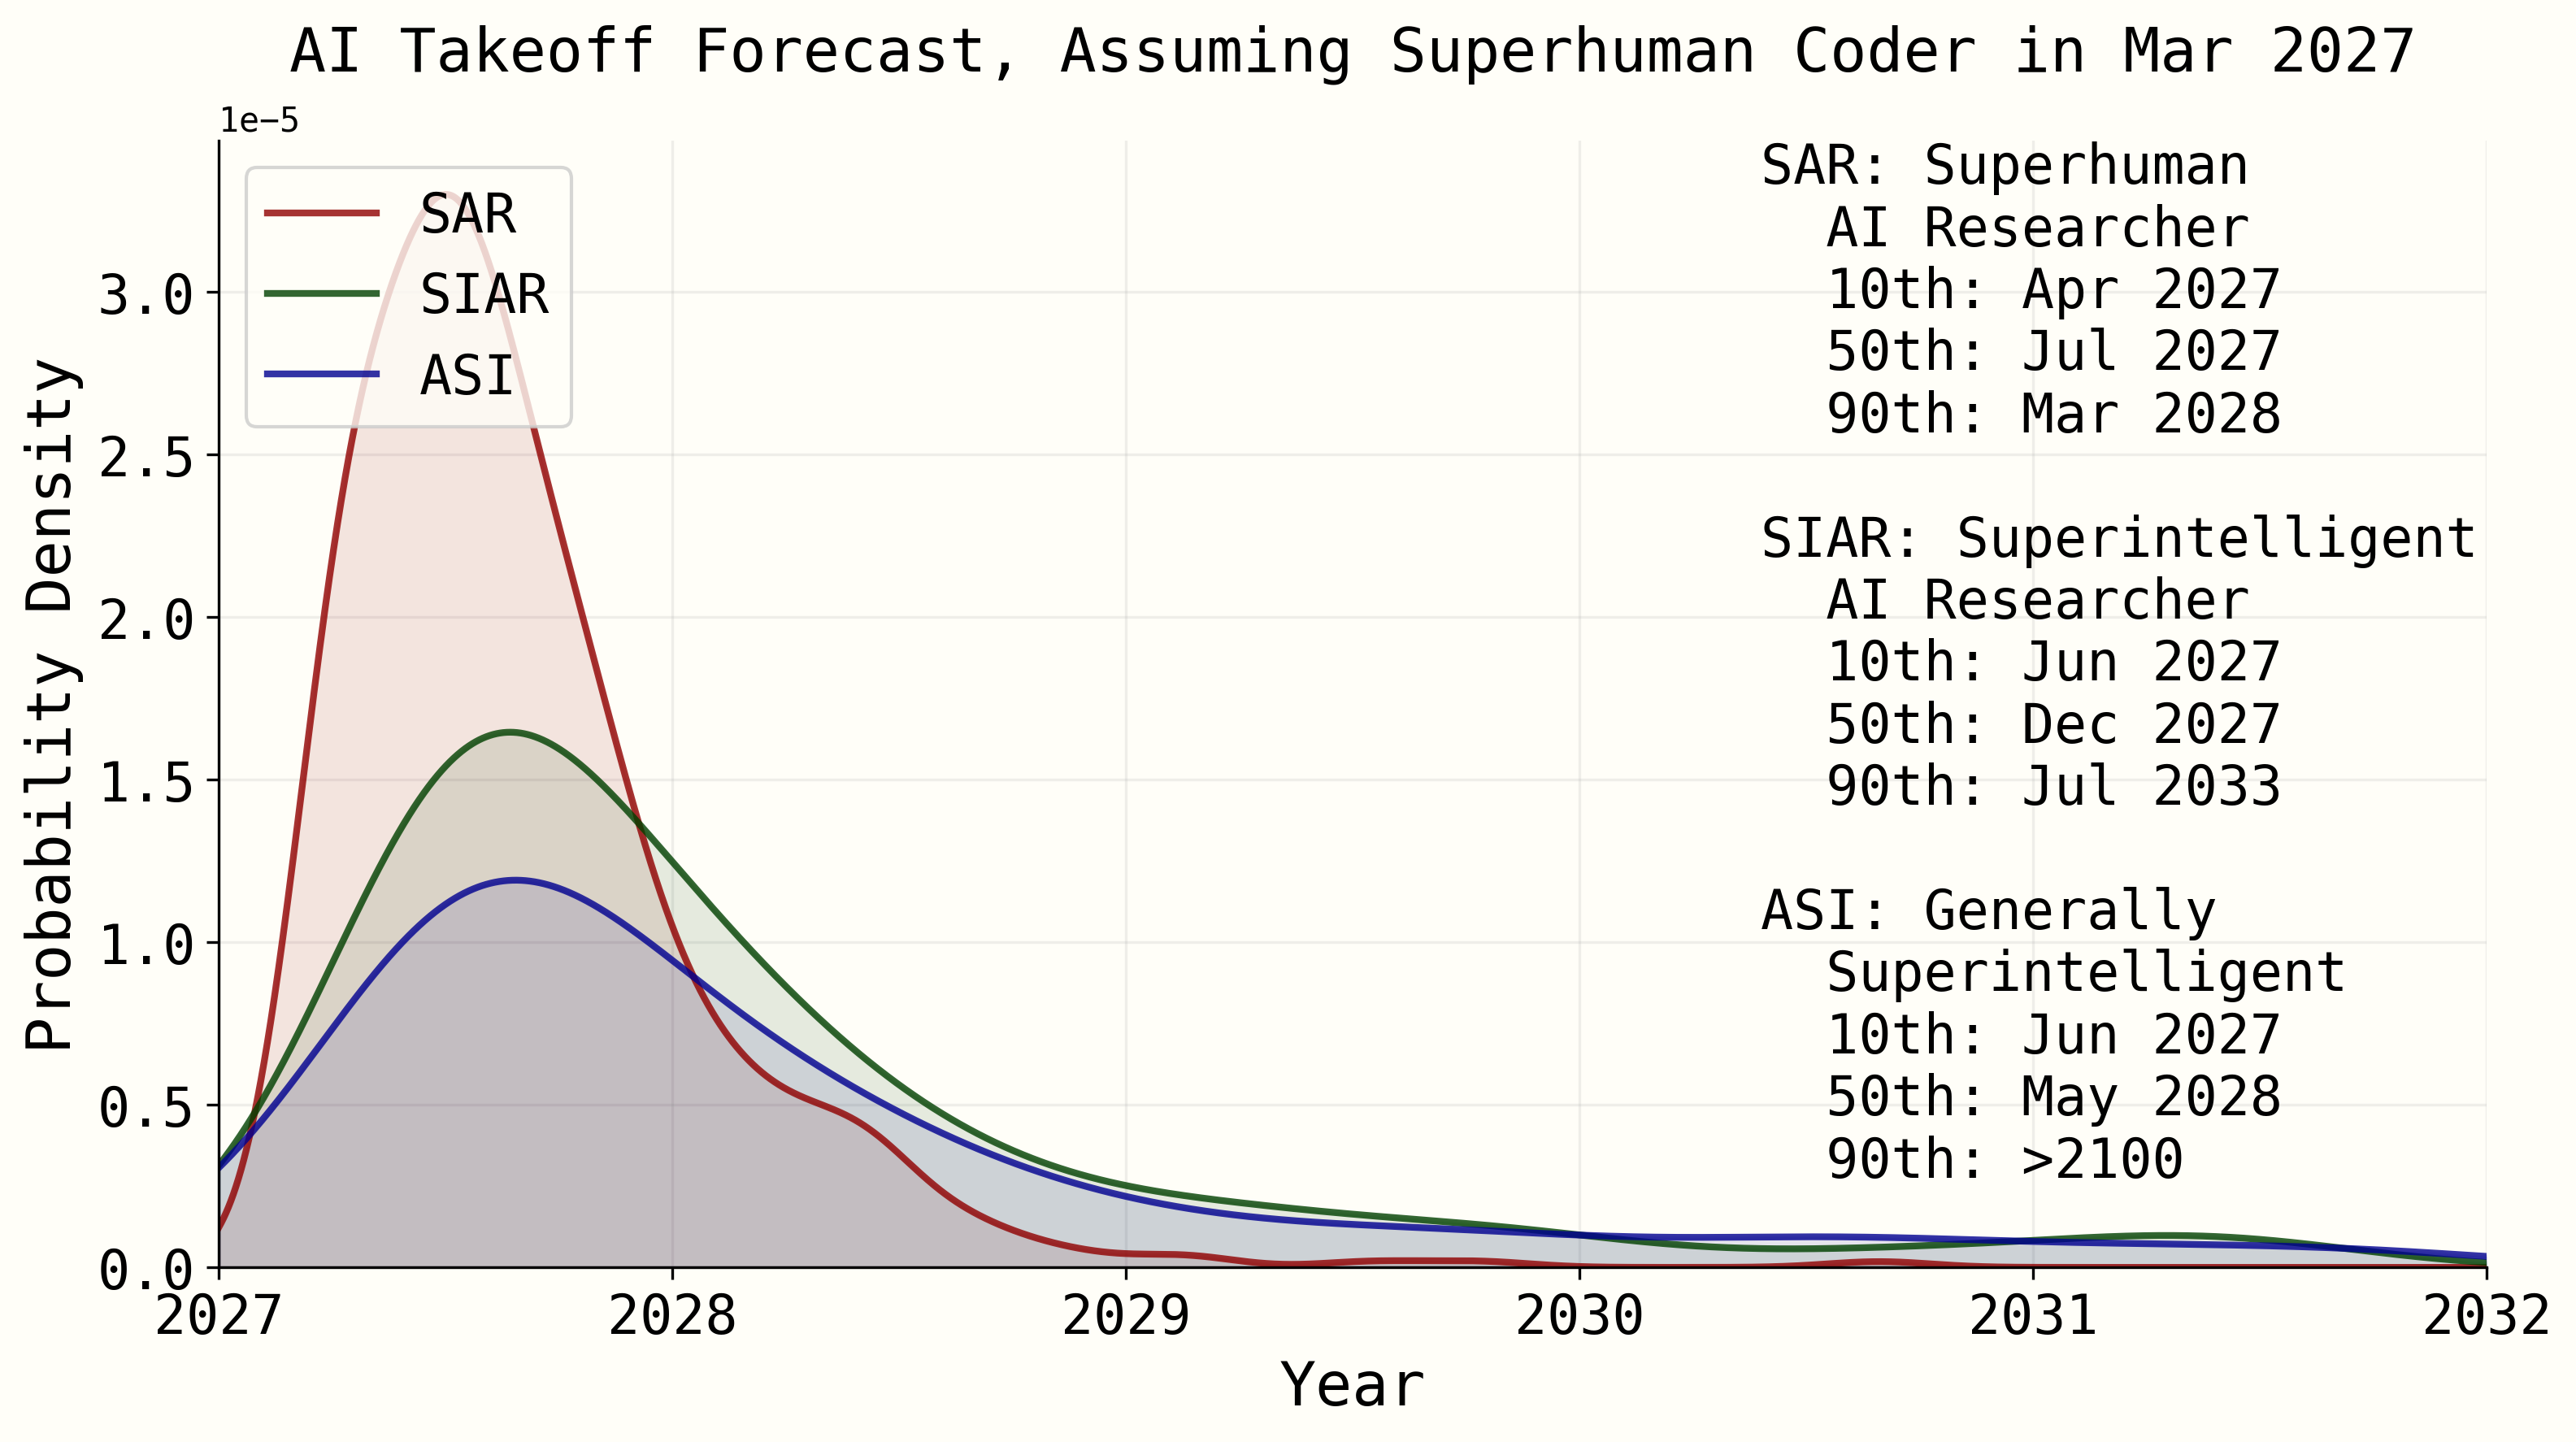 AI Takeoff Forecast, Assuming Superhuman Coder in Mar 2027
1e−5
SAR
SIAR
ASI
SAR: Superhuman
AI Researcher
10th: Apr 2027
50th: Jul 2027
90th: Mar 2028
SIAR: Superintelligent
AI Researcher
10th: Jun 2027
50th: Dec 2027
90th: Jul 2033
ASI: Generally
Superintelligent
10th: Jun 2027
50th: May 2028
90th: >2100
Probability Density
3.0
2.5
2.0
1.5
1.0
0.5
0.0
2027 2028 2029 2030 2031 2032
Year